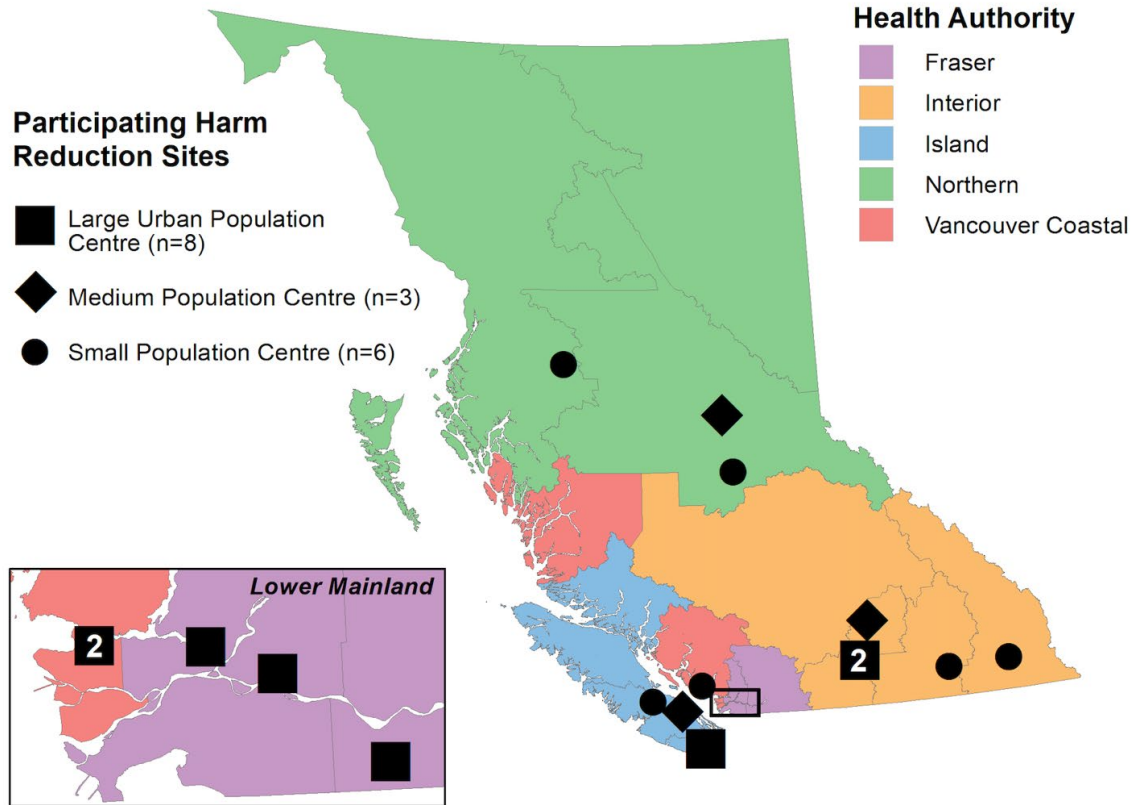 Health Authority
Fraser
Interior
Island
Northern
Vancouver Coastal
Participating Harm
Reduction Sites
Large Urban Population
Centre (n=8)
Medium Population Centre (n=3)
Small Population Centre (n=6)
Lower Mainland
2
2